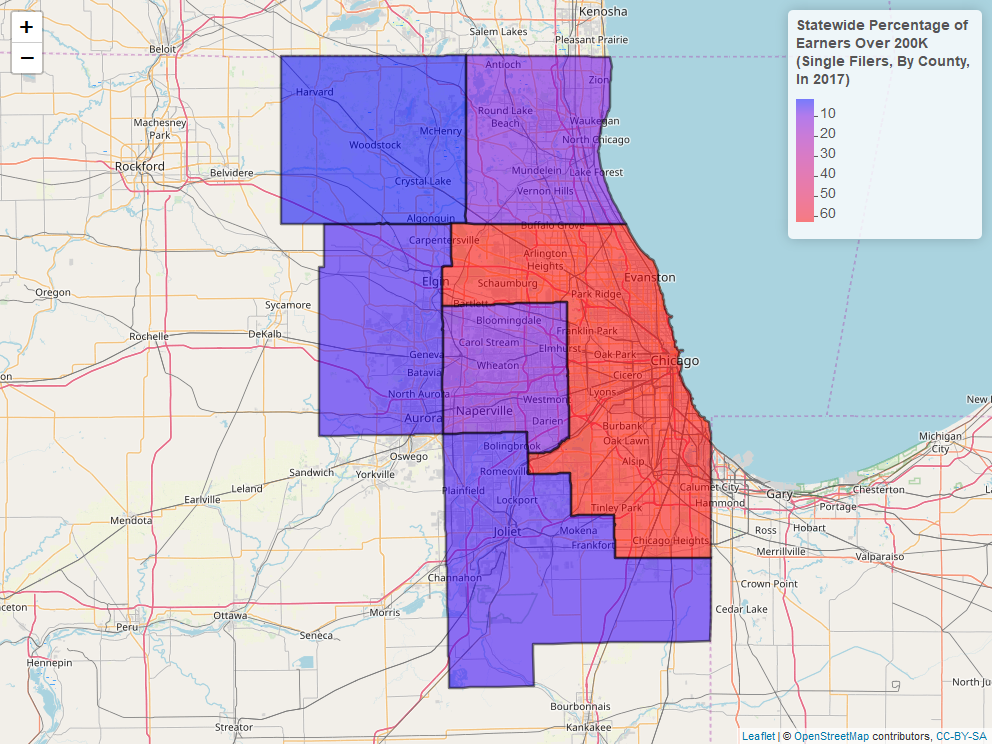 +
−
Kenosha
Salem Lakes
Beloit
Pleasant Prairie
Statewide Percentage of
Earners Over 200K
(Single Filers, By County,
In 2017)
10
20
30
40
50
60
Antioch
Zion
Harvard
Round Lake
Beach
Waukegan
Machesney
Park
McHenry
North Chicago
Woodstock
Rockford
Belvidere
Mundelein
Lake Forest
Crystal Lake
Vernon Hills
Algonquin
Buffalo Grove
Carpentersville
Arlington
Heights
Evanston
Elgin
Schaumburg
Oregon
Park Ridge
Sycamore
Bartlett
Bloomingdale
Rochelle
DeKalb
Franklin Park
Carol Stream
Elmhurst
Geneva
Oak Park
Chicago
Batavia
Wheaton
Cicero
on
North Aurora
Lyons
Westmont
New
Aurora
Naperville
Darien
Burbank
Michigan
City
Oak Lawn
Bolingbrook
Oswego
Alsip
Sandwich
Yorkville
Romeoville
Plainfield
Leland
Calumet City
Gary
Chesterton
La
Earlville
Lockport
Hammond
Portage
Tinley Park
Mendota
Joliet
Mokena
Ross
Hobart
Frankfort
Chicago Heights
Merrillville
Valparaiso
Channahon
Crown Point
ceton
Ottawa
Morris
Cedar Lake
Peru
Seneca
Hennepin
North Ju
Bourbonnais
Streator
Kankakee
Leaflet | © OpenStreetMap contributors, CC-BY-SA